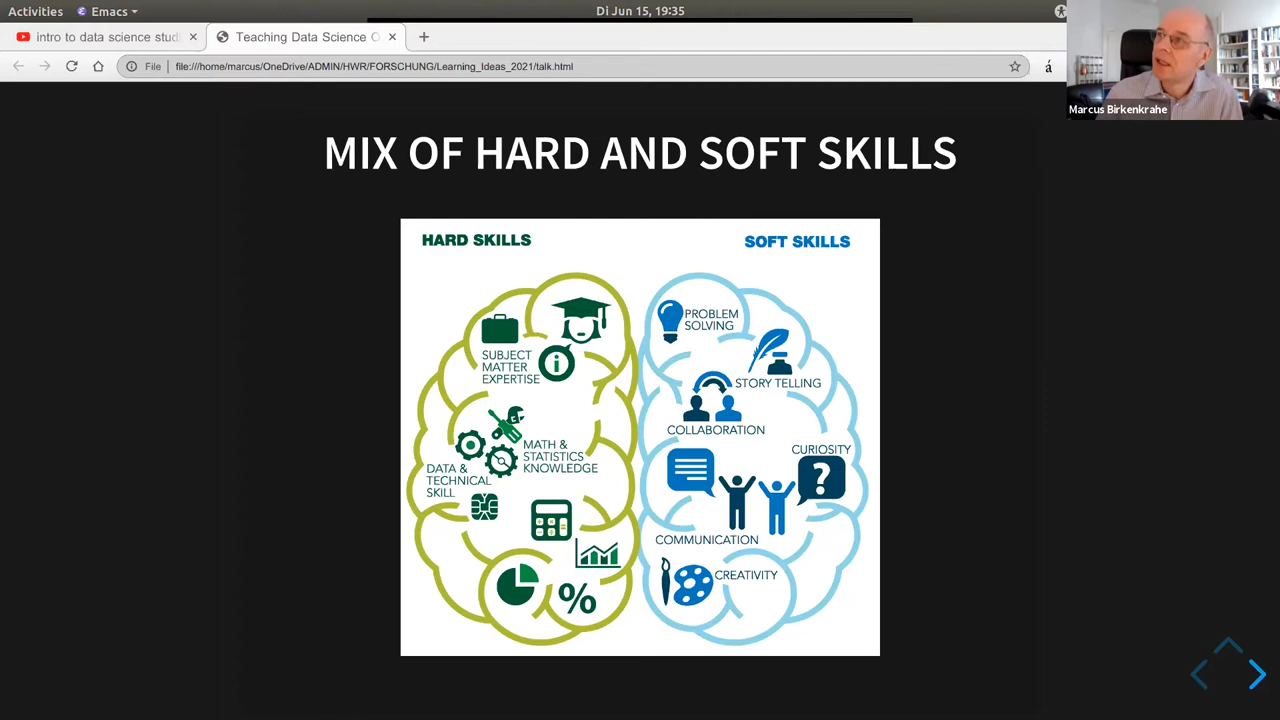 Activities
Emacs
Di Jun 15, 19:35
intro to data science stud
Teaching Data Science O
File
file:///home/marcus/OneDrive/ADMIN/HWR/FORSCHUNG/Learning_Ideas_2021/talk.html
á
Marcus Birkenkrahe
MIX OF HARD AND SOFT SKILLS
HARD SKILLS
SUBJECT
MATTER
EXPERTISE
i
MATH &
STATISTICS
KNOWLEDGE
DATA &
TECHNICAL
SKILL
%
SOFT SKILLS
PROBLEM
SOLVING
STORY TELLING
COLLABORATION
CURIOSITY
?
COMMUNICATION
CREATIVITY